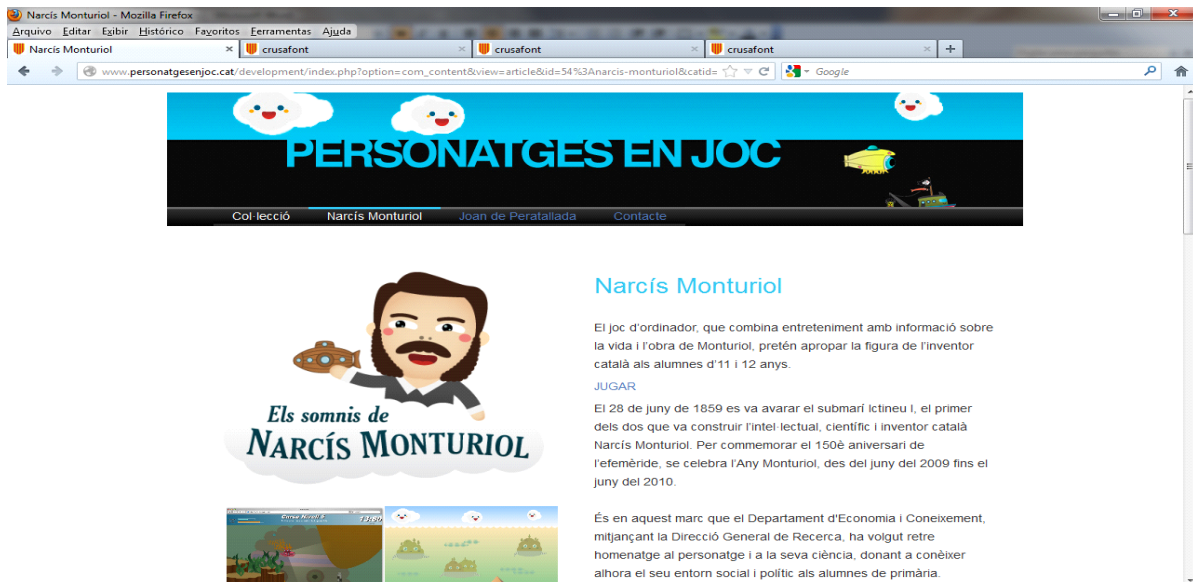 Narcís Monturiol - Mozilla Firefox
Arquivo Editar Exibir Histórico Favoritos Ferramentas Ajuda
Narcís Monturiol × crusafont × crusafont × crusafont × +
www.personatgesenjoc.cat/development/index.php?option=com_content&view=article&id=54%3Anarcis-monturiol&catid= Google
PERSONATGES EN JOC
Col·lecció Narcís Monturiol Joan de Peratallada Contacte
Els somnis de
NARCÍS MONTURIOL
Narcís Monturiol
El joc d'ordinador, que combina entreteniment amb informació sobre
la vida i l'obra de Monturiol, pretén apropar la figura de l'inventor
català als alumnes d'11 i 12 anys.
JUGAR
El 28 de juny de 1859 es va avarar el submarí Ictineu I, el primer
dels dos que va construir l'intel·lectual, científic i inventor català
Narcís Monturiol. Per commemorar el 150è aniversari de
l'efemèride, se celebra l'Any Monturiol, des del juny del 2009 fins el
juny del 2010.
És en aquest marc que el Departament d'Economia i Coneixement,
mitjançant la Direcció General de Recerca, ha volgut retre
homenatge al personatge i a la seva ciència, donant a conèixer
alhora el seu entorn social i polític als alumnes de primària.